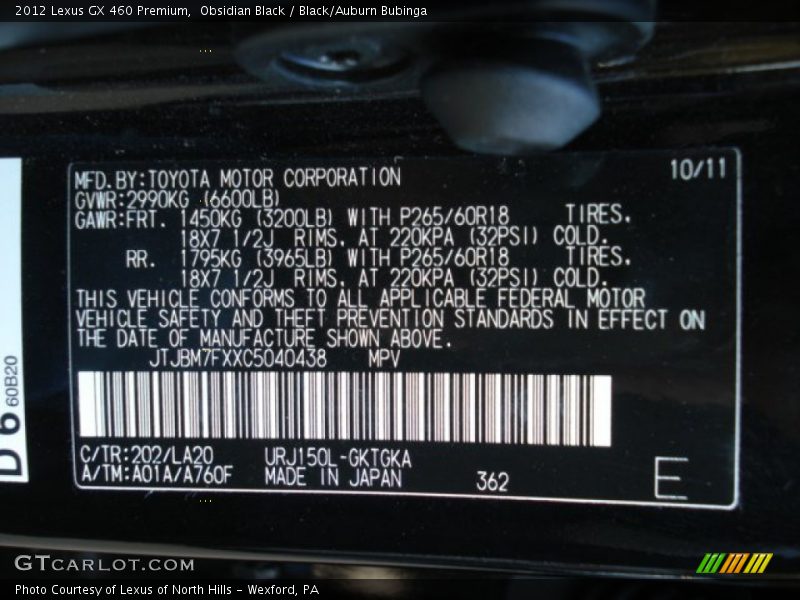 2012 Lexus GX 460 Premium, Obsidian Black / Black/Auburn Bubinga
MFD.BY:TOYOTA MOTOR CORPORATION 10/11
GVWR:2990KG (6600LB)
GAWR:FRT. 1450KG (3200LB) WITH P265/60R18 TIRES.
18X7 1/2J RIMS. AT 220KPA (32PSI) COLD.
RR. 1795KG (3965LB) WITH P265/60R18 TIRES.
18X7 1/2J RIMS. AT 220KPA (32PSI) COLD.
THIS VEHICLE CONFORMS TO ALL APPLICABLE FEDERAL MOTOR
VEHICLE SAFETY AND THEFT PREVENTION STANDARDS IN EFFECT ON
THE DATE OF MANUFACTURE SHOWN ABOVE.
JTJBM7FXXC5040438 MPV
C/TR:202/LA20 URJ150L-GKTGKA
A/TM:A01A/A760F MADE IN JAPAN 362 E
D 6 60B20
GTCARLOT.COM
Photo Courtesy of Lexus of North Hills - Wexford, PA